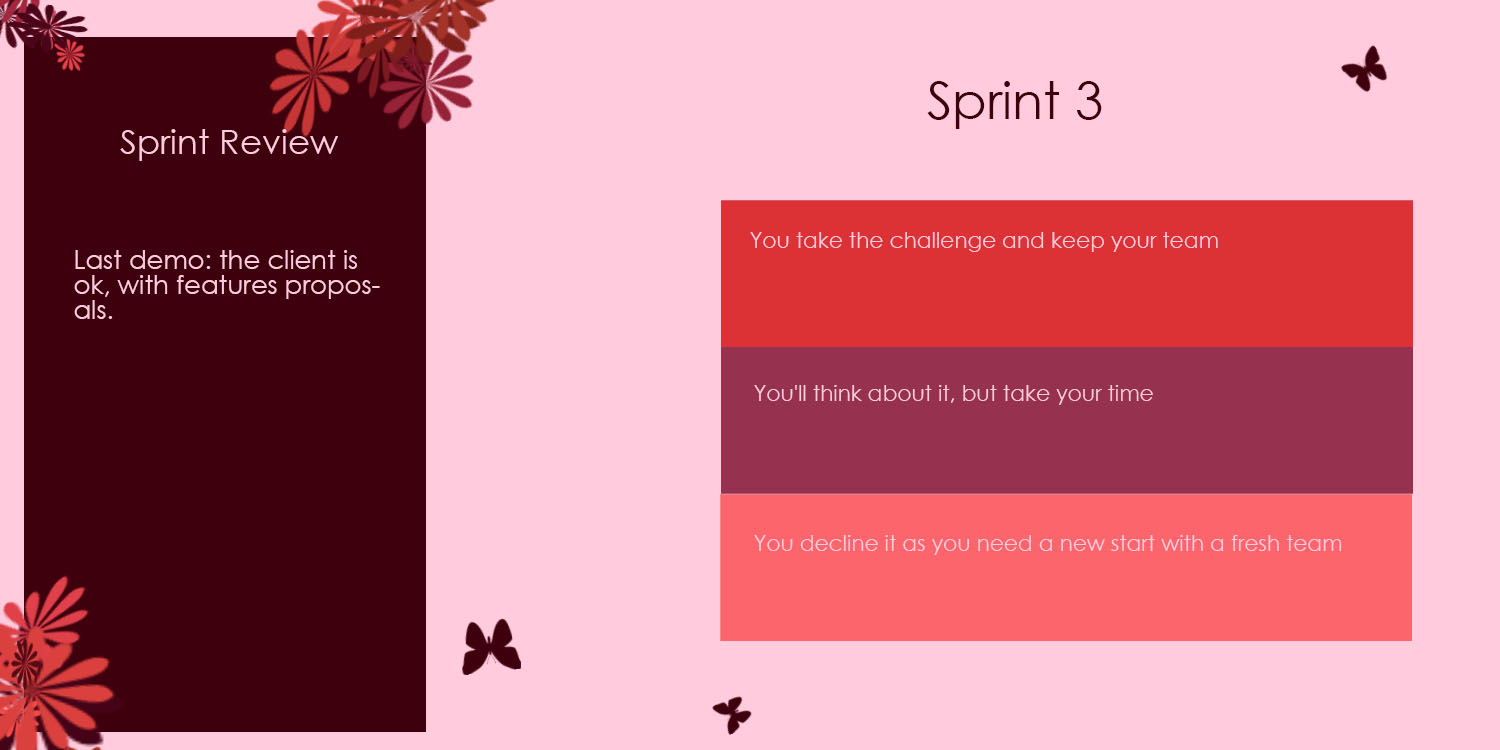 Sprint Review
Last demo: the client is
ok, with features propos-
als.
Sprint 3
You take the challenge and keep your team
You'll think about it, but take your time
You decline it as you need a new start with a fresh team